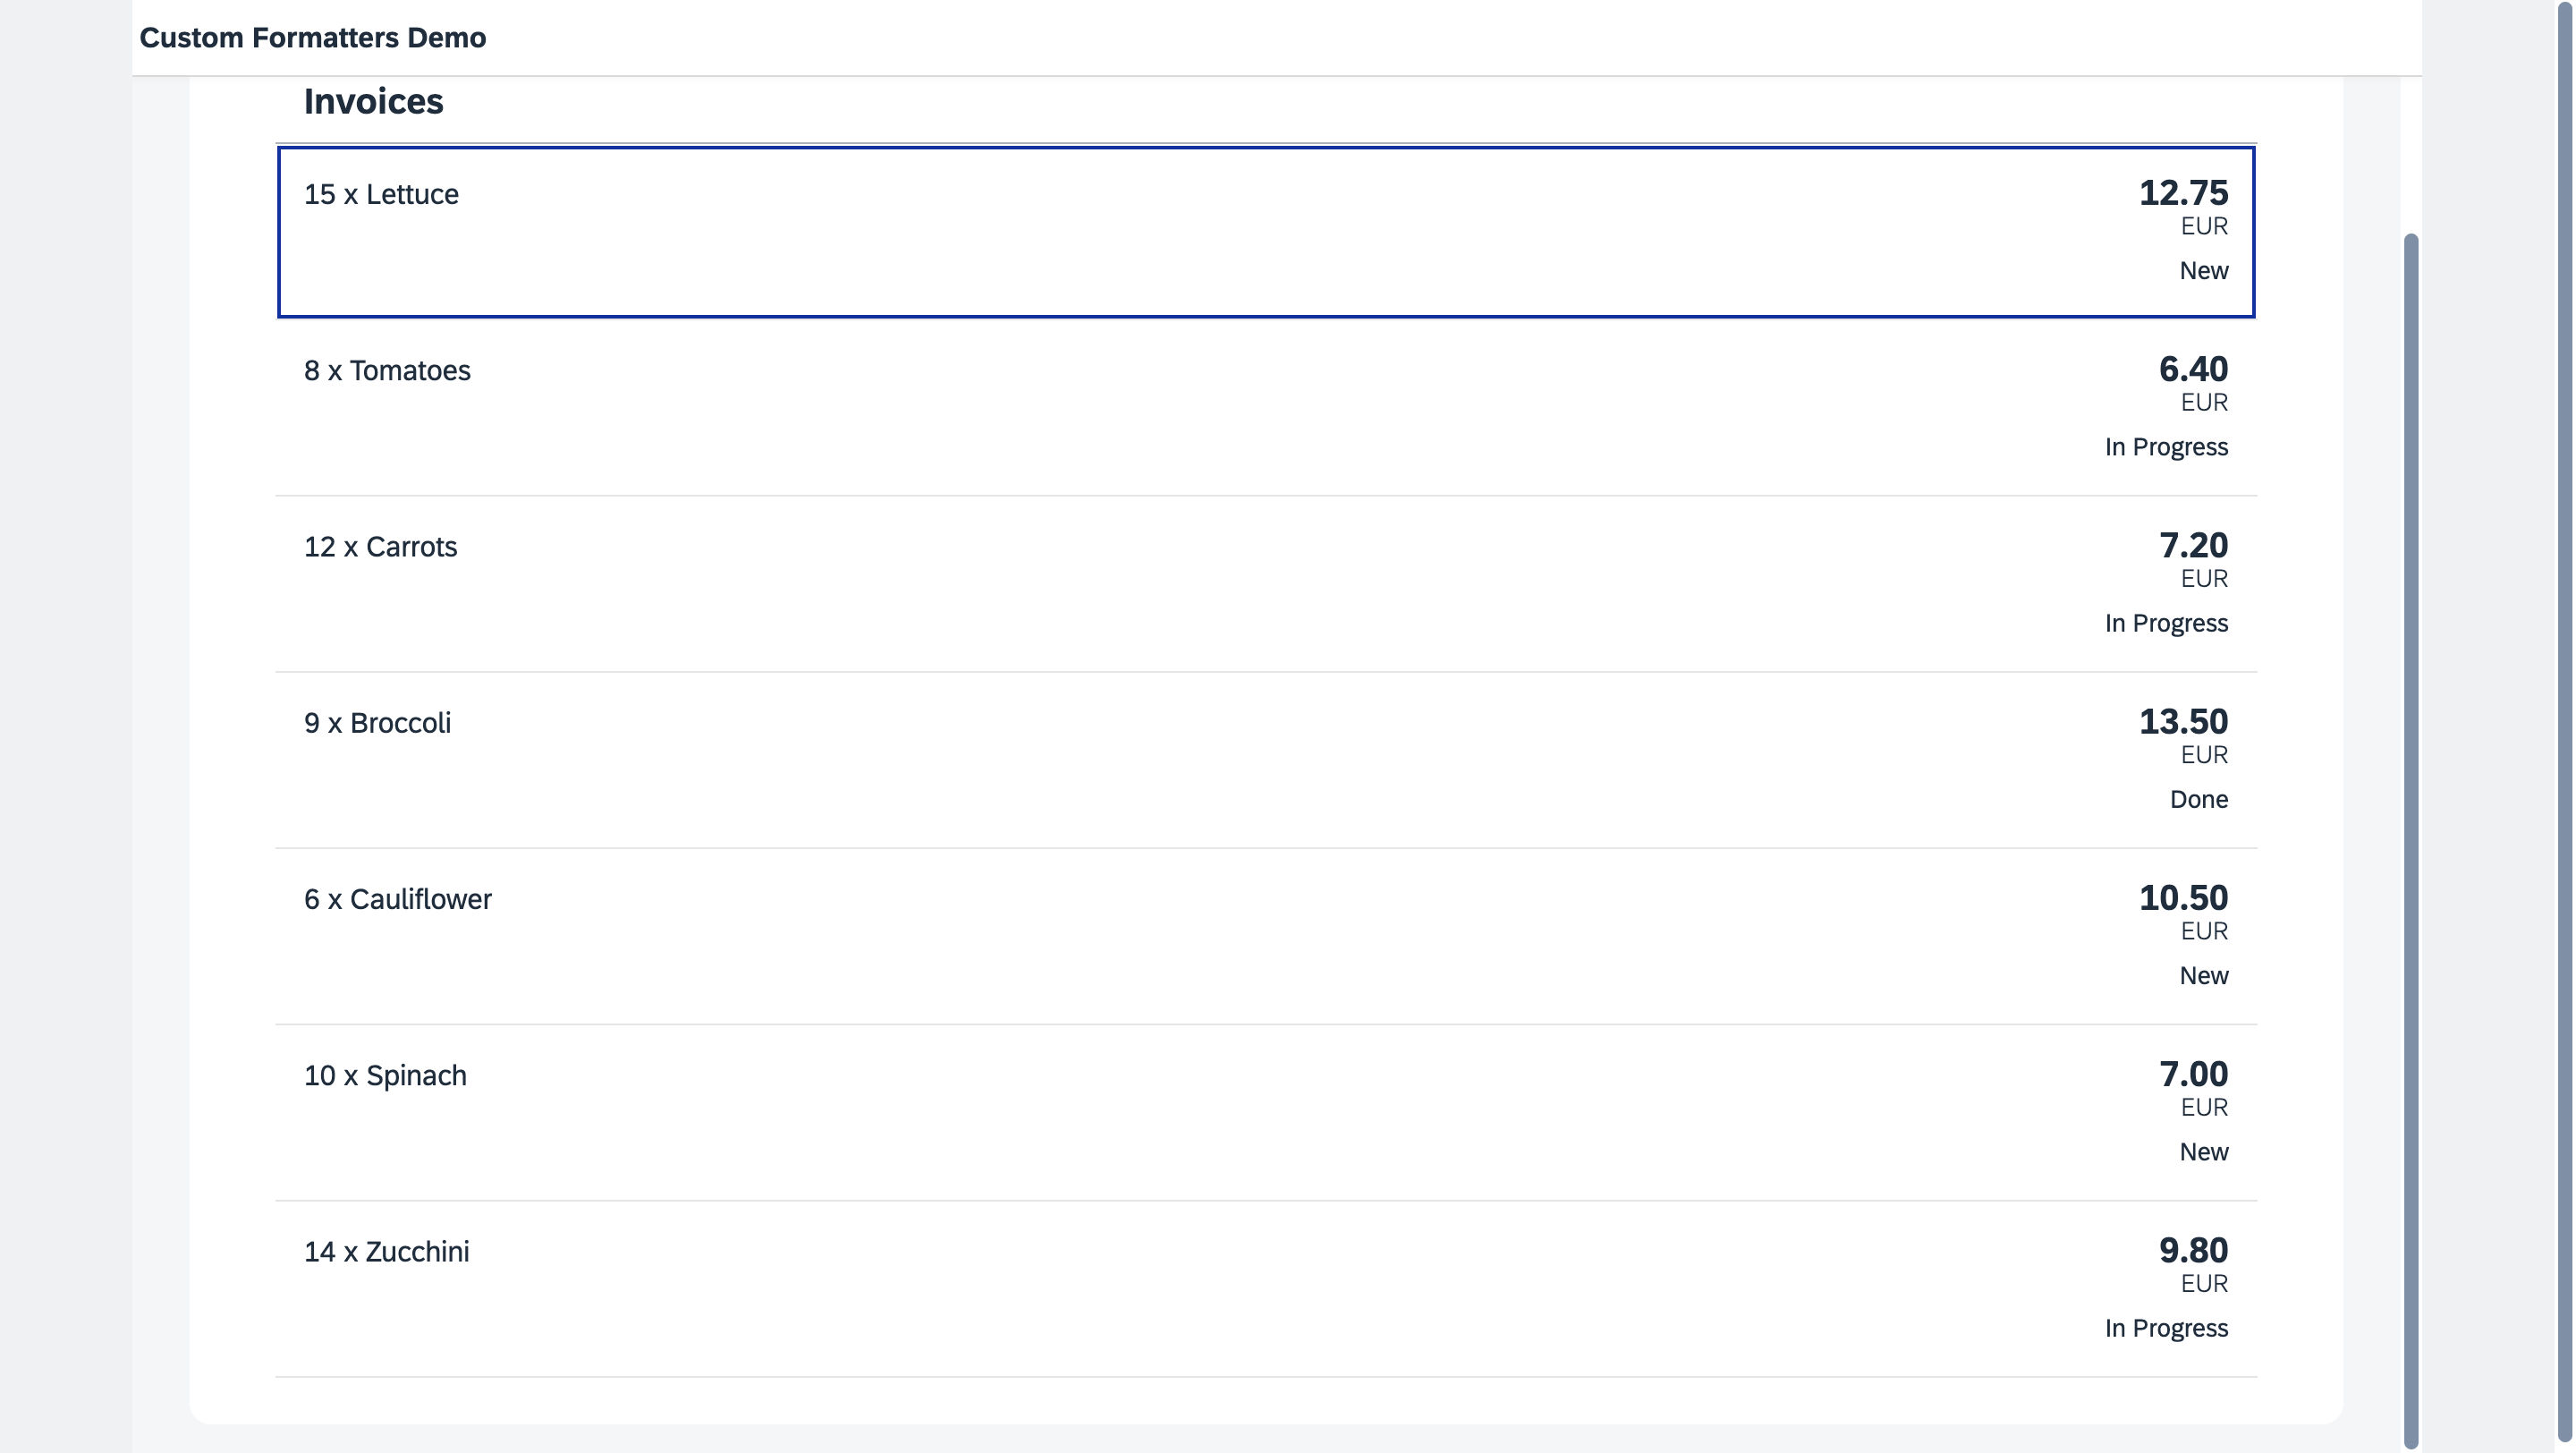 Custom Formatters Demo
Invoices
15 x Lettuce
12.75
EUR
New
8 x Tomatoes
6.40
EUR
In Progress
12 x Carrots
7.20
EUR
In Progress
9 x Broccoli
13.50
EUR
Done
6 x Cauliflower
10.50
EUR
New
10 x Spinach
7.00
EUR
New
14 x Zucchini
9.80
EUR
In Progress